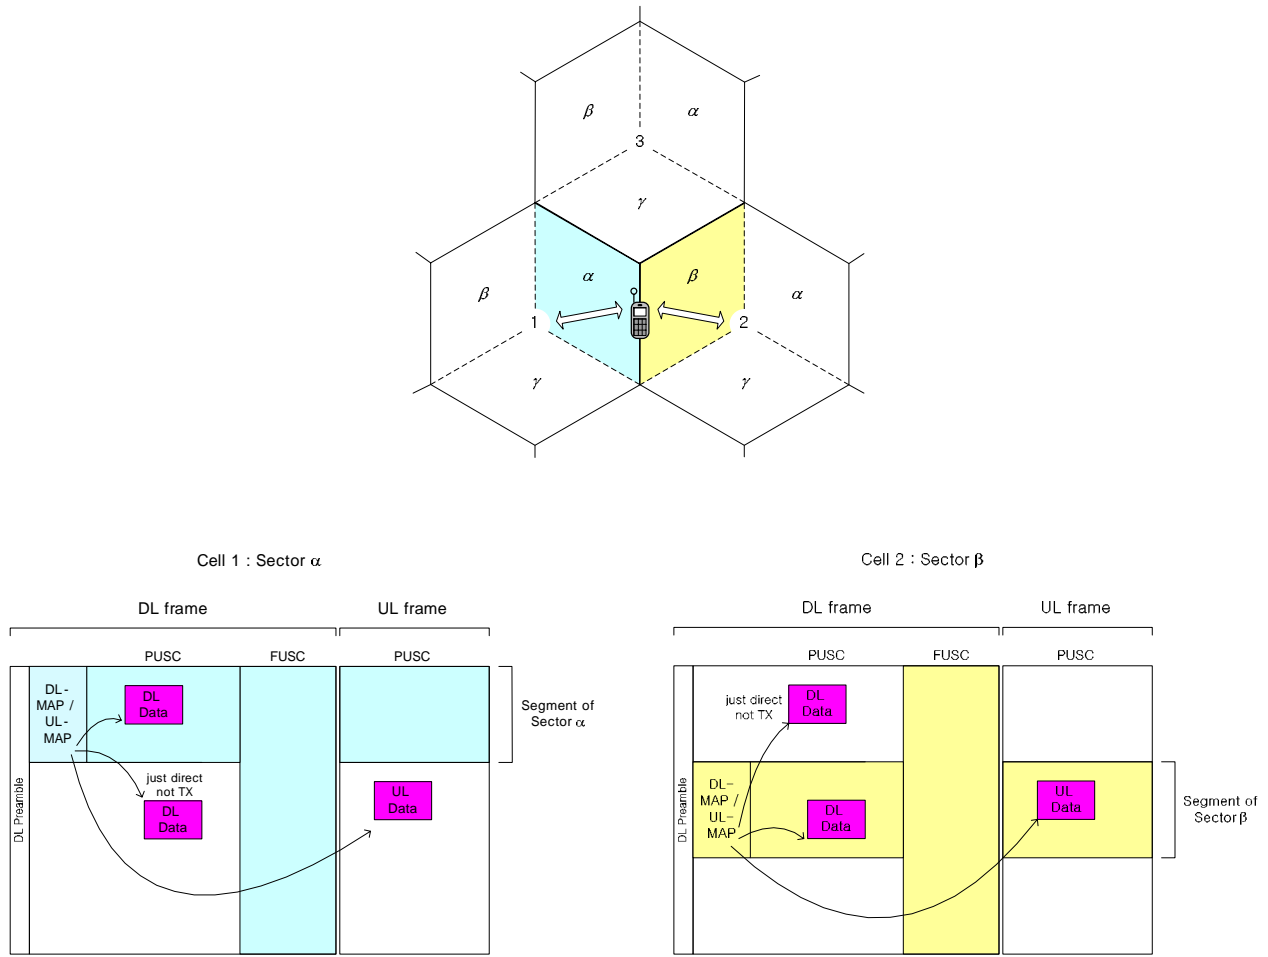 β
α
3
γ
α
β
β
α
1
2
γ
γ
Cell 1 : Sector α
Cell 2 : Sector β
DL frame
UL frame
PUSC
FUSC
PUSC
DL-
MAP /
UL-
MAP
DL
Data
just direct
not TX
DL
Data
UL
Data
DL Preamble
Segment of
Sector α
DL frame
UL frame
PUSC
FUSC
PUSC
just direct
not TX
DL
Data
DL-
MAP /
UL-
MAP
DL
Data
UL
Data
DL Preamble
Segment of
Sector β